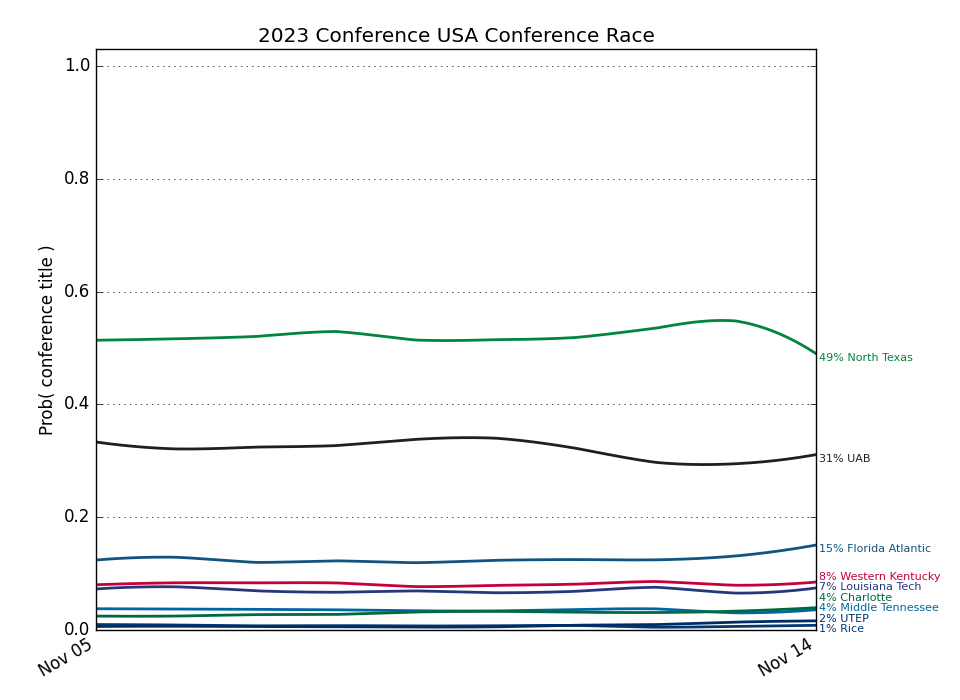 2023 Conference USA Conference Race
1.0
0.8
0.6
0.4
0.2
0.0
Prob( conference title )
Nov 05
Nov 14
49% North Texas
31% UAB
15% Florida Atlantic
8% Western Kentucky
7% Louisiana Tech
4% Charlotte
4% Middle Tennessee
2% UTEP
1% Rice